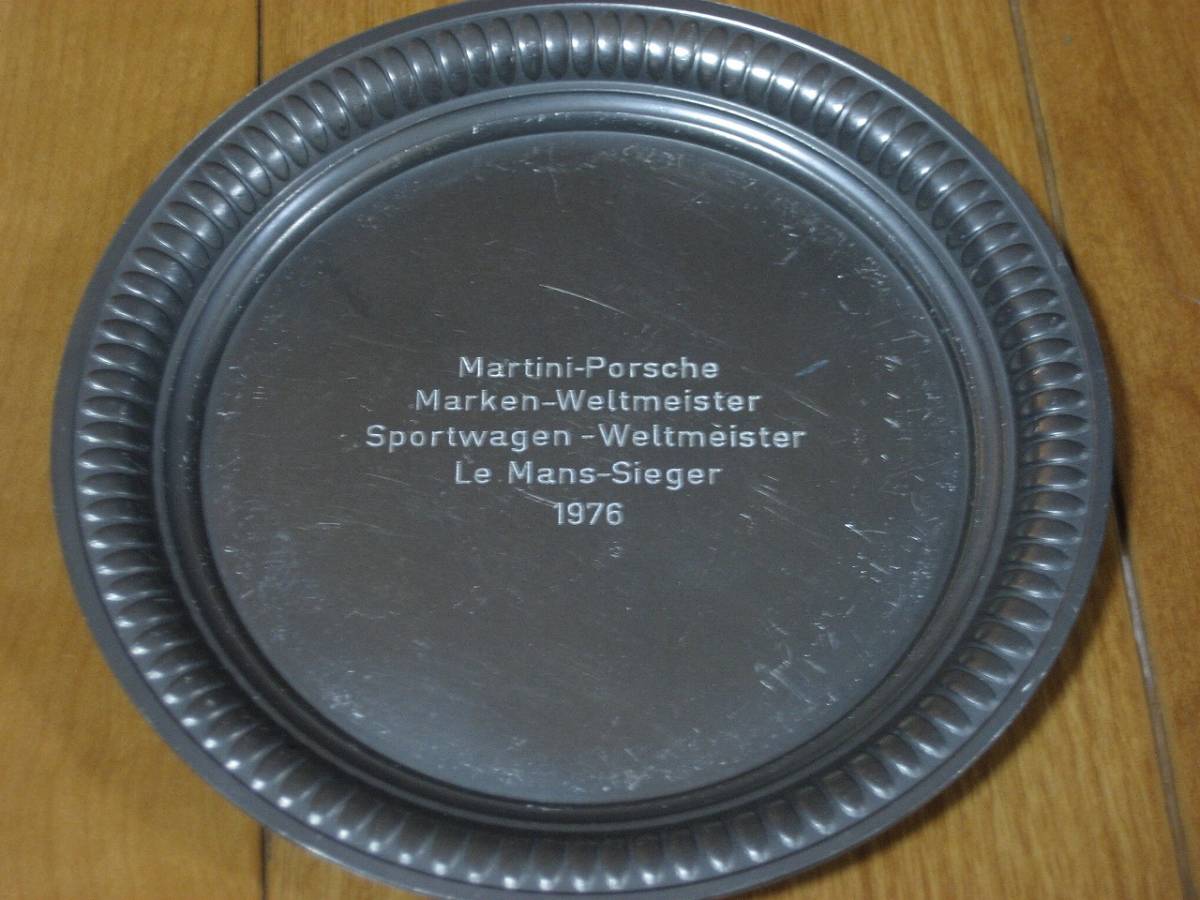 Martini-Porsche
Marken-Weltmeister
Sportwagen-Weltmeister
Le Mans-Sieger
1976